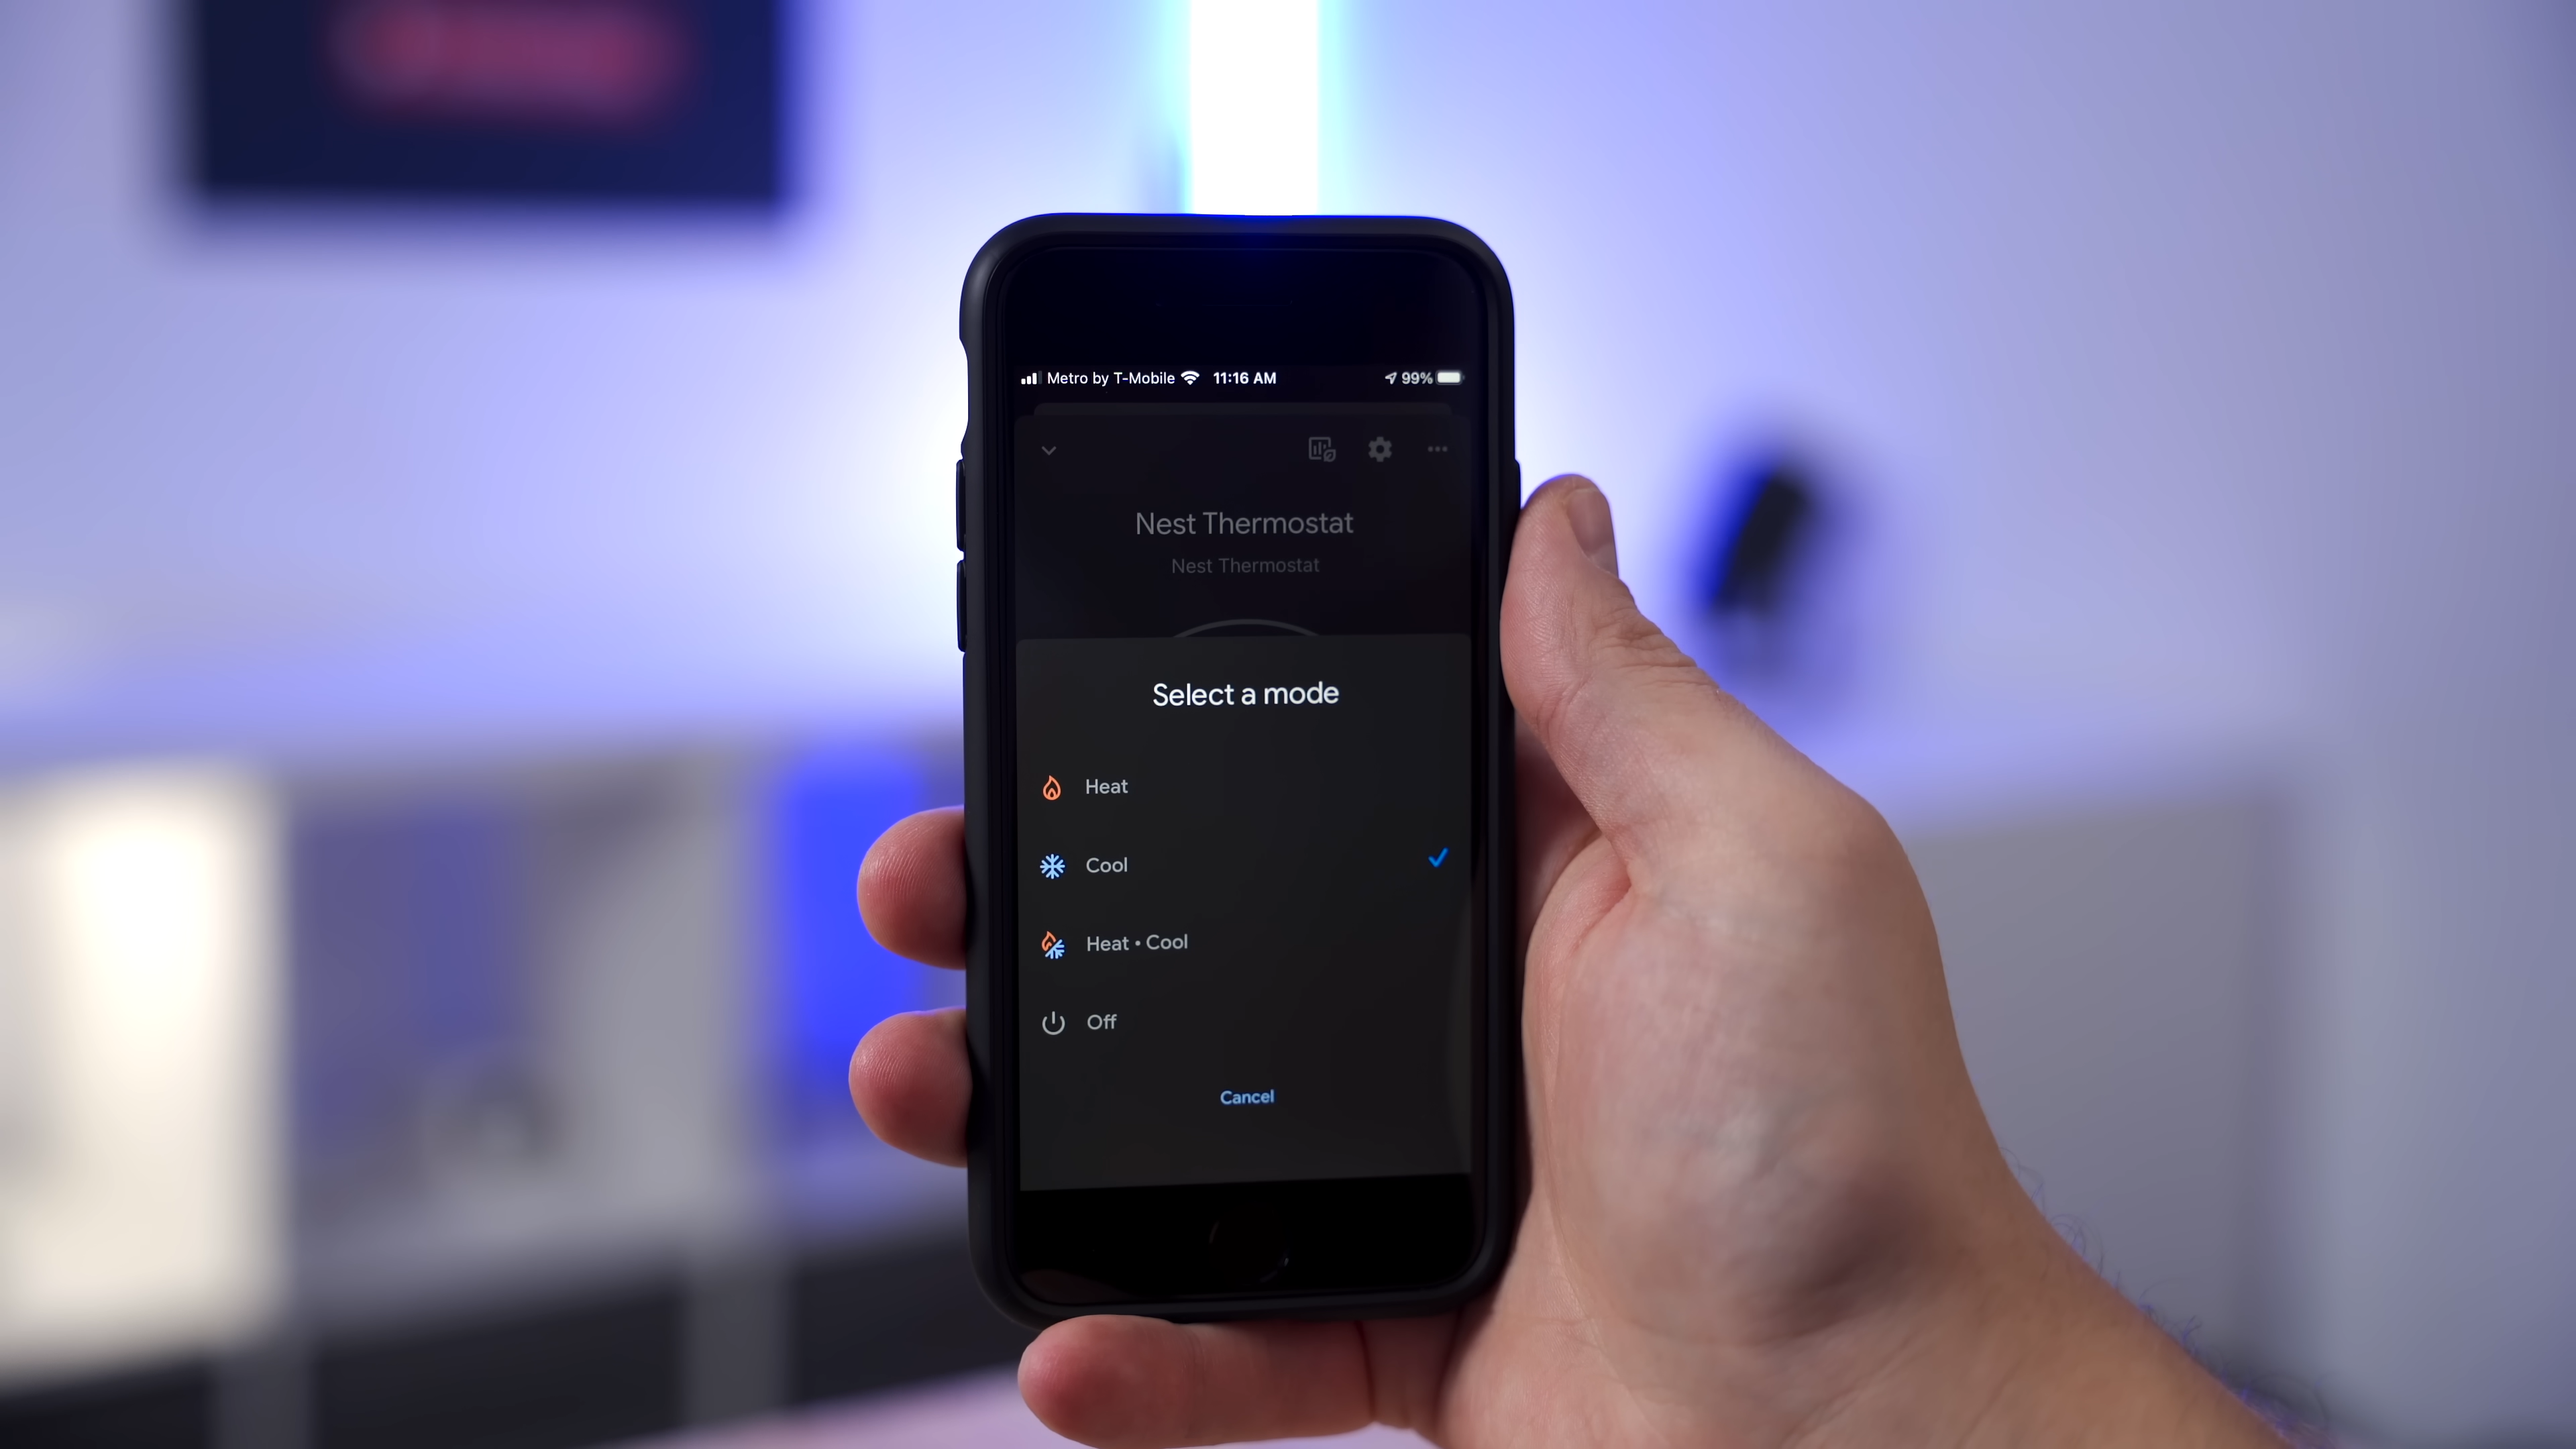 Metro by T-Mobile 11:16 AM 99%
Nest Thermostat
Nest Thermostat
Select a mode
Heat
Cool
Heat • Cool
Off
Cancel